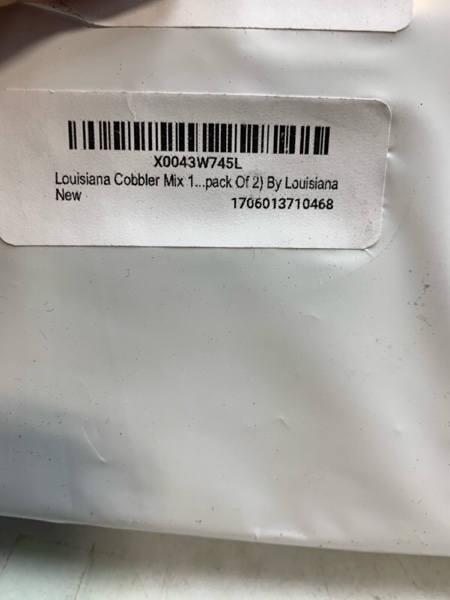 X0043W745L
Louisiana Cobbler Mix 1...pack Of 2) By Louisiana
New
1706013710468